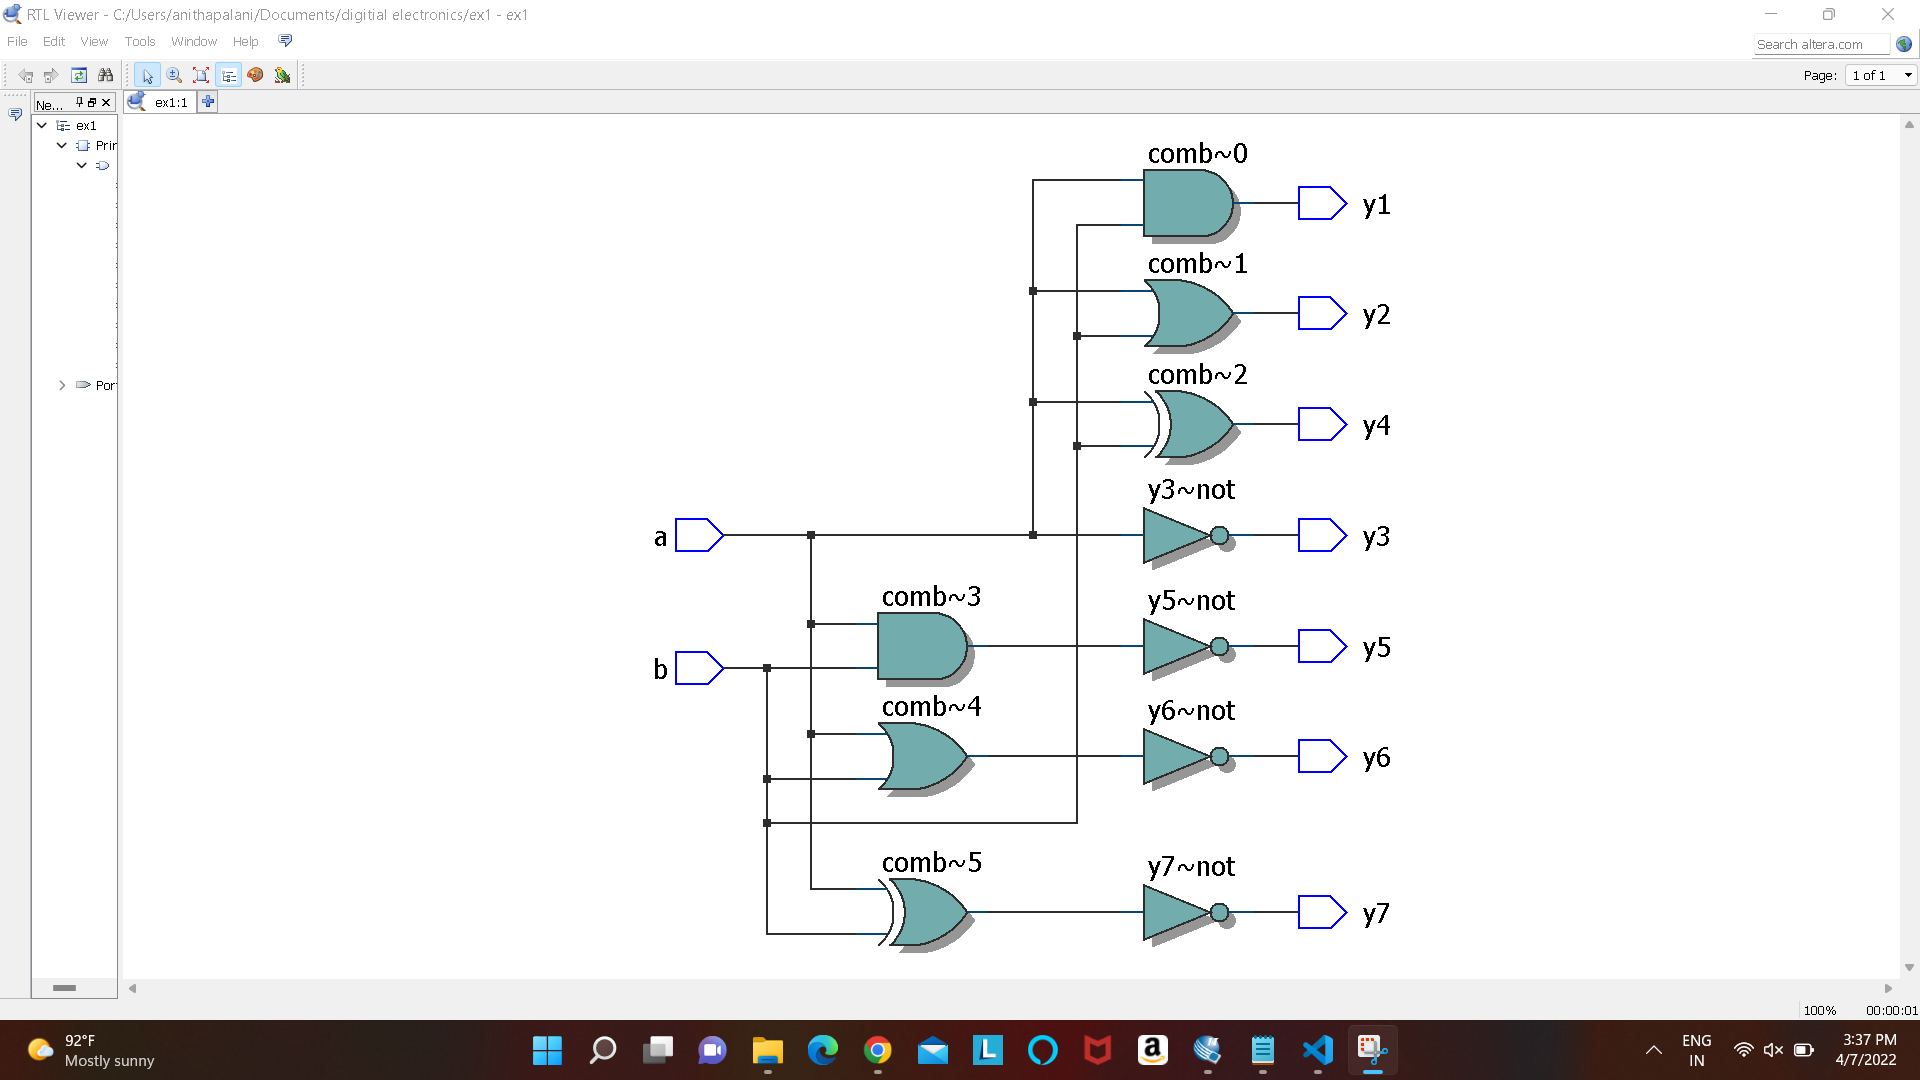 RTL Viewer - C:/Users/anithapalani/Documents/digitial electronics/ex1 - ex1
File Edit View Tools Window Help
Search altera.com
Page: 1 of 1
Ne...
ex1:1
ex1
Prir
Por
comb~0
y1
comb~1
y2
comb~2
y4
y3~not
a
y3
comb~3
y5~not
b
y5
comb~4
y6~not
y6
comb~5
y7~not
y7
100% 00:00:01
92°F
Mostly sunny
ENG
IN
3:37 PM
4/7/2022